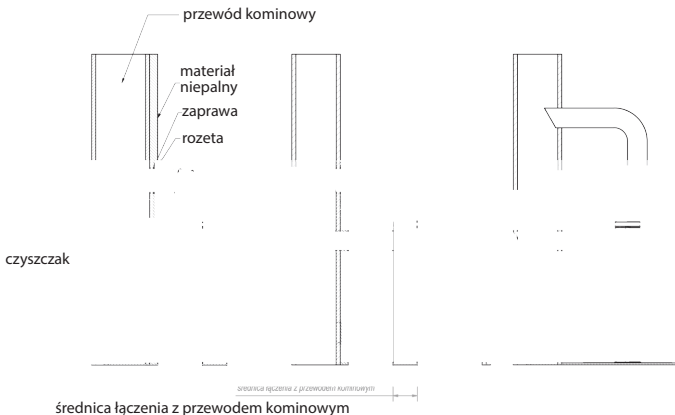 przewód kominowy
materiał
niepalny
zaprawa
rozeta
czyszczak
średnica łączenia z przewodem kominowym
średnica łączenia z przewodem kominowym